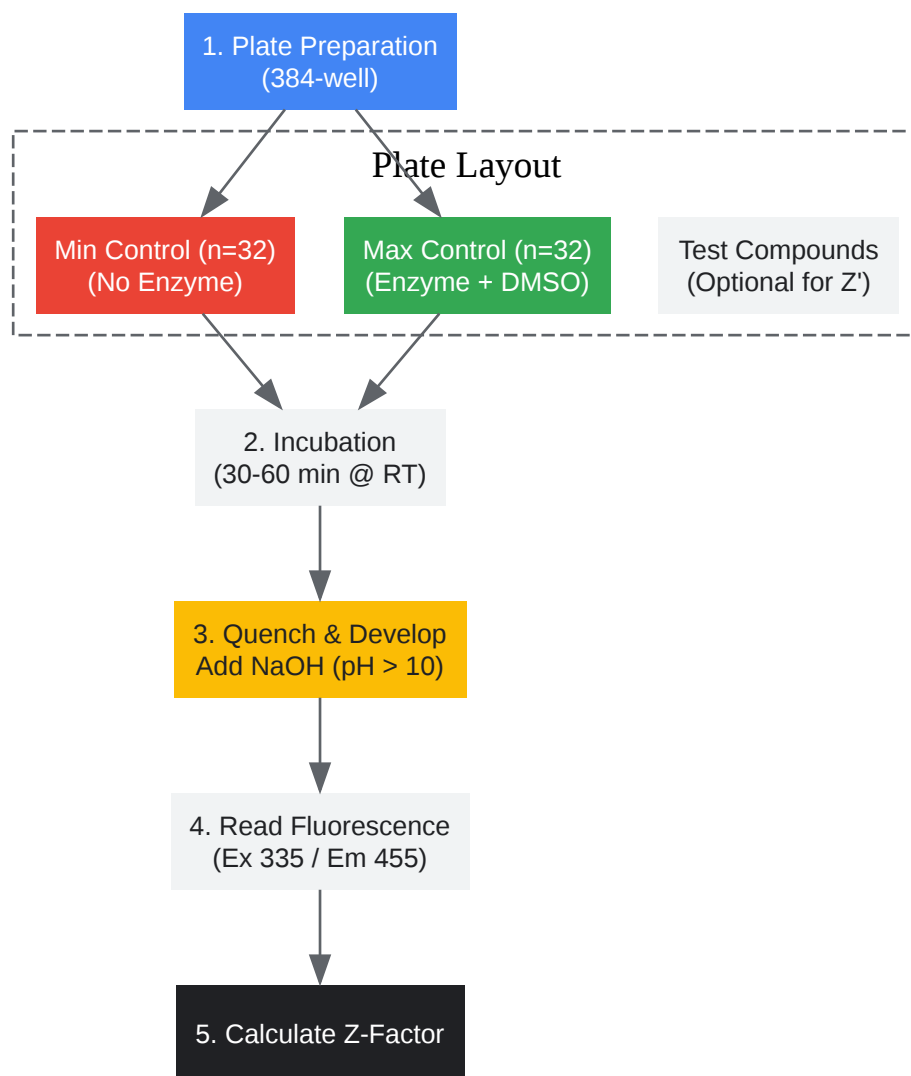 1. Plate Preparation
(384-well)
Plate Layout
Min Control (n=32)
(No Enzyme)
Max Control (n=32)
(Enzyme + DMSO)
Test Compounds
(Optional for Z')
2. Incubation
(30-60 min @ RT)
3. Quench & Develop
Add NaOH (pH > 10)
4. Read Fluorescence
(Ex 335 / Em 455)
5. Calculate Z-Factor